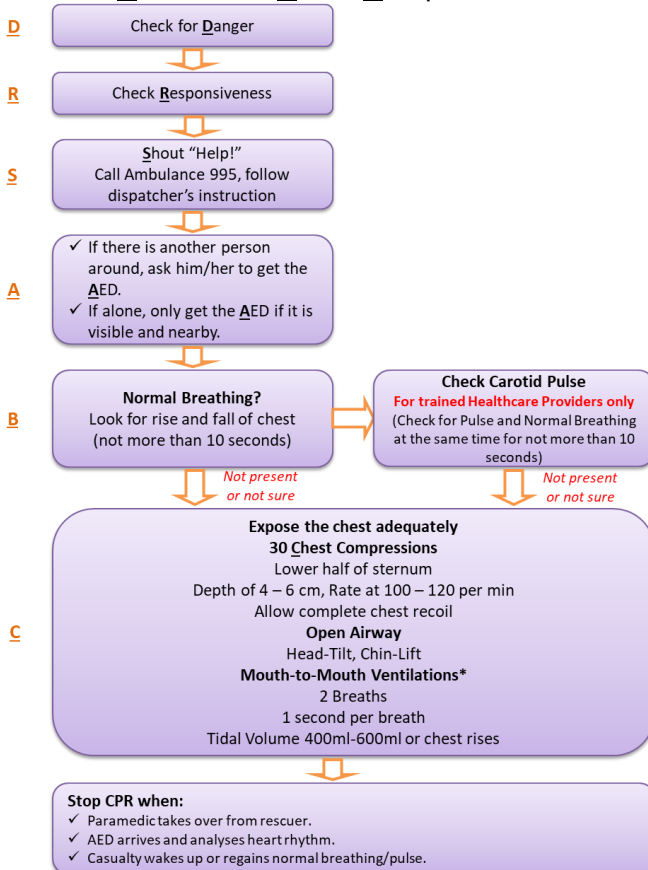 D
Check for Danger
R
Check Responsiveness
S
Shout “Help!”
Call Ambulance 995, follow
dispatcher’s instruction
A
✓ If there is another person
around, ask him/her to get the
AED.
✓ If alone, only get the AED if it is
visible and nearby.
B
Normal Breathing?
Look for rise and fall of chest
(not more than 10 seconds)
Check Carotid Pulse
For trained Healthcare Providers only
(Check for Pulse and Normal Breathing
at the same time for not more than 10
seconds)
Not present
or not sure
Not present
or not sure
C
Expose the chest adequately
30 Chest Compressions
Lower half of sternum
Depth of 4 – 6 cm, Rate at 100 – 120 per min
Allow complete chest recoil
Open Airway
Head-Tilt, Chin-Lift
Mouth-to-Mouth Ventilations*
2 Breaths
1 second per breath
Tidal Volume 400ml-600ml or chest rises
Stop CPR when:
✓ Paramedic takes over from rescuer.
✓ AED arrives and analyses heart rhythm.
✓ Casualty wakes up or regains normal breathing/pulse.